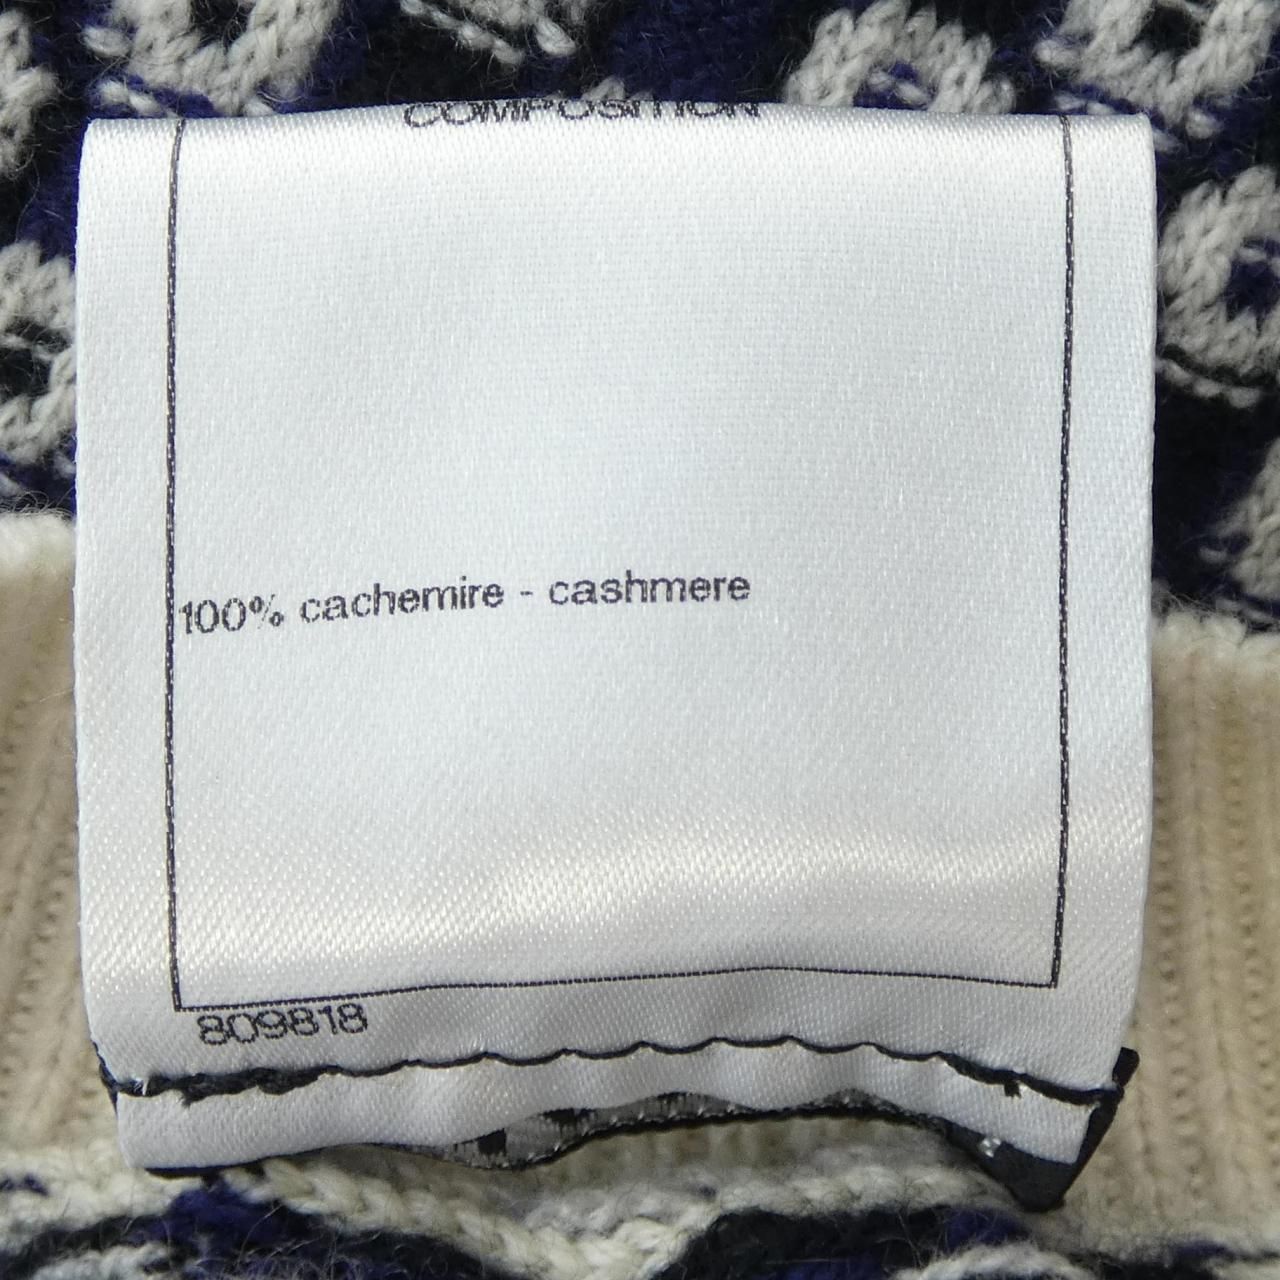 COMPOSITION
100% cachemire - cashmere
809818